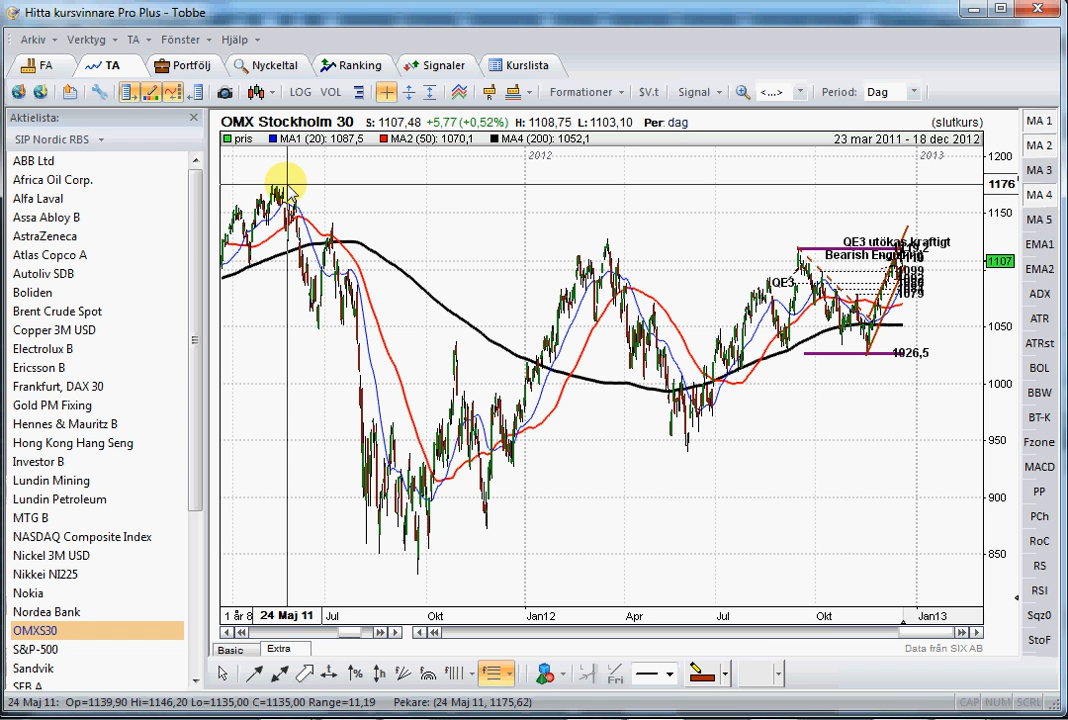 Hitta kursvinnare Pro Plus - Tobbe
Arkiv Verktyg TA Fönster Hjälp
FA TA Portfölj Nyckeltal Ranking Signaler Kurslista
LOG VOL Formationer $V.t Signal <...> Period: Dag
Aktielista:
SIP Nordic RBS
ABB Ltd
Africa Oil Corp.
Alfa Laval
Assa Abloy B
AstraZeneca
Atlas Copco A
Autoliv SDB
Boliden
Brent Crude Spot
Copper 3M USD
Electrolux B
Ericsson B
Frankfurt, DAX 30
Gold PM Fixing
Hennes & Mauritz B
Hong Kong Hang Seng
Investor B
Lundin Mining
Lundin Petroleum
MTG B
NASDAQ Composite Index
Nickel 3M USD
Nikkei NI225
Nokia
Nordea Bank
OMXS30
S&P-500
Sandvik
SEB A
OMX Stockholm 30 S: 1107,48 +5,77 (+0,52%) H: 1108,75 L: 1103,10 Per: dag (slutkurs)
pris MA1 (20): 1087,5 MA2 (50): 1070,1 MA4 (200): 1052,1 23 mar 2011 - 18 dec 2012
2012 2013
1200
1176
1150
1107
1050
1000
950
900
850
QE3 utökas kraftigt
Bearish
QE3
1099
1079
1026,5
1 år 8 24 Maj 11 Jul Okt Jan12 Apr Jul Okt Jan13
Basic Extra
Data från SIX AB
MA 1
MA 2
MA 3
MA 4
MA 5
EMA1
EMA2
ADX
ATR
ATRst
BOL
BBW
BT-K
Fzone
MACD
PP
PCh
RoC
RS
RSI
Sqz0
StoF
Fri
24 Maj 11: Op=1139,90 Hi=1146,20 Lo=1135,00 C=1135,00 Range=11,19 Pekare: (24 Maj 11, 1175,62) CAP NUM SCRL